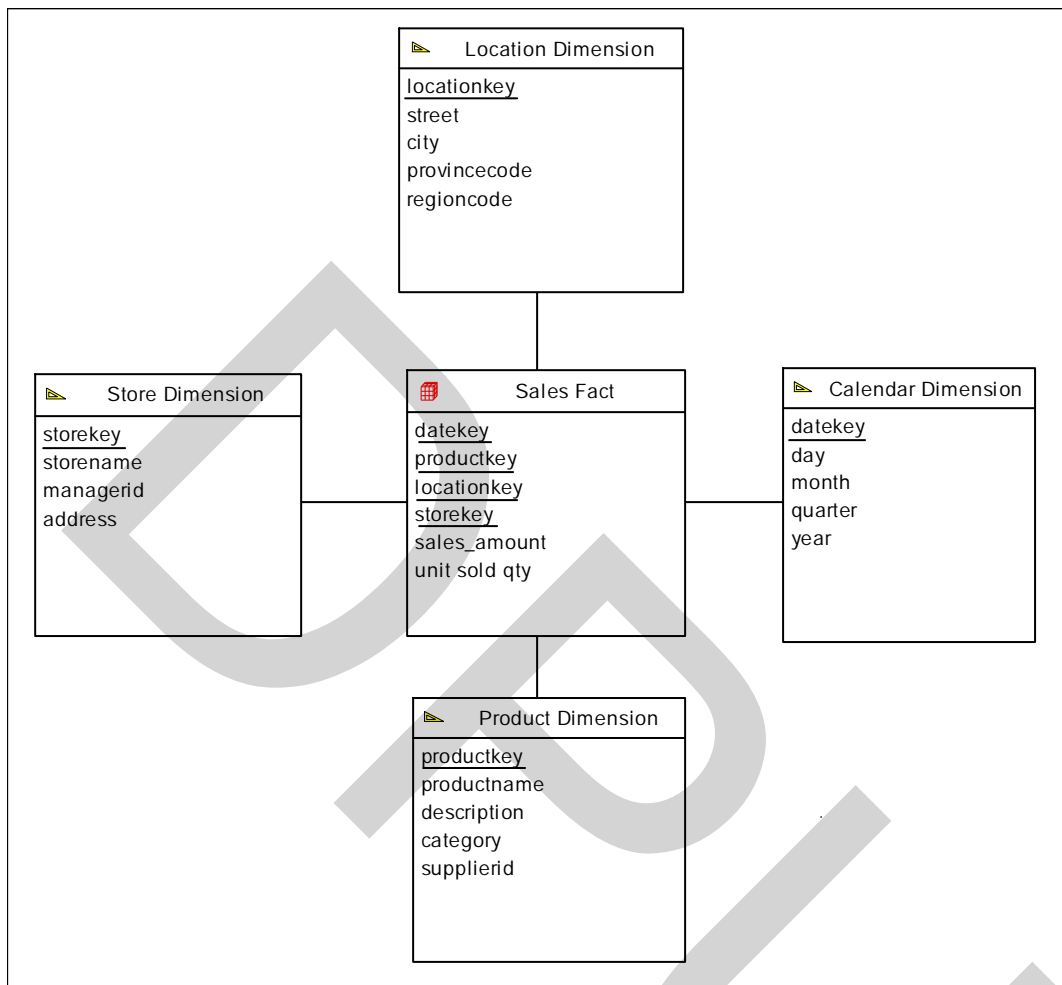 Location Dimension
locationkey
street
city
provincecode
regioncode
Store Dimension
storekey
storename
managerid
address
Sales Fact
datekey
productkey
locationkey
storekey
sales_amount
unit sold qty
Calendar Dimension
datekey
day
month
quarter
year
Product Dimension
productkey
productname
description
category
supplierid